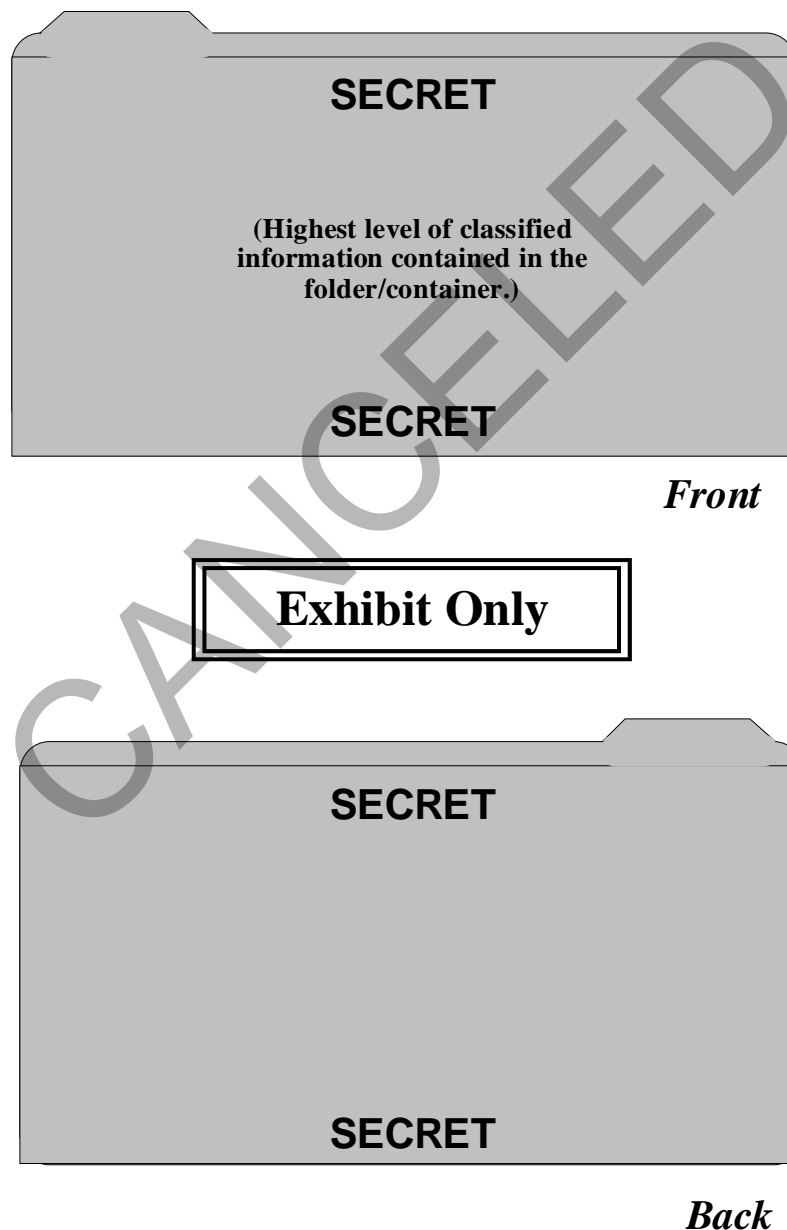 SECRET
(Highest level of classified
information contained in the
folder/container.)
SECRET
Front
Exhibit Only
SECRET
SECRET
Back
CANCELED